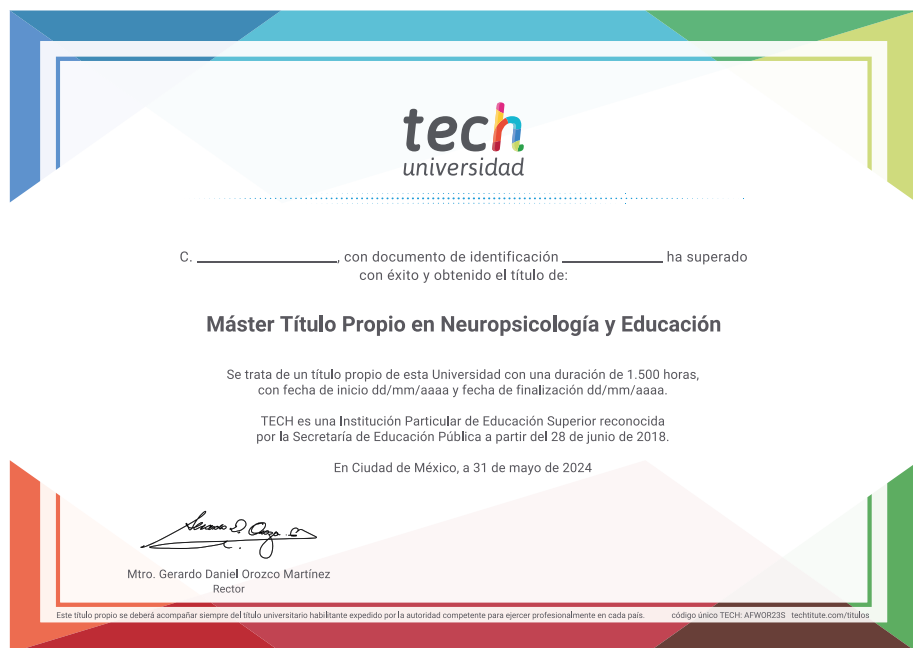 tech
universidad
C. ____________________, con documento de identificación ______________ ha superado
con éxito y obtenido el título de:
Máster Título Propio en Neuropsicología y Educación
Se trata de un título propio de esta Universidad con una duración de 1.500 horas,
con fecha de inicio dd/mm/aaaa y fecha de finalización dd/mm/aaaa.
TECH es una Institución Particular de Educación Superior reconocida
por la Secretaría de Educación Pública a partir del 28 de junio de 2018.
En Ciudad de México, a 31 de mayo de 2024
Mtro. Gerardo Daniel Orozco Martínez
Rector
Este título propio se deberá acompañar siempre del título universitario habilitante expedido por la autoridad competente para ejercer profesionalmente en cada país. código único TECH: AFWOR23S techtitute.com/titulos